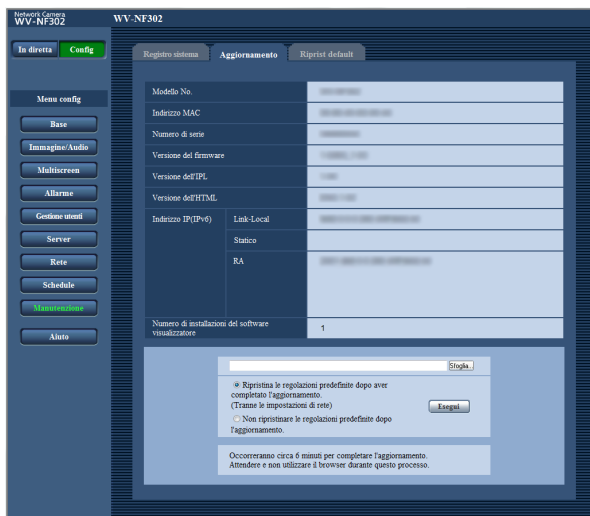 Network Camera
WV-NF302
WV-NF302
In diretta
Config
Registro sistema
Aggiornamento
Riprist default
Menu config
Base
Immagine/Audio
Multiscreen
Allarme
Gestione utenti
Server
Rete
Schedule
Manutenzione
Aiuto
Modello No.
Indirizzo MAC
Numero di serie
Versione del firmware
Versione dell'IPL
Versione dell'HTML
Indirizzo IP(IPv6)
Link-Local
Statico
RA
Numero di installazioni del software
visualizzatore
1
Sfoglia...
Ripristina le regolazioni predefinite dopo aver
completato l'aggiornamento.
(Tranne le impostazioni di rete)
Non ripristinare le regolazioni predefinite dopo
l'aggiornamento.
Esegui
Occorreranno circa 6 minuti per completare l'aggiornamento.
Attendere e non utilizzare il browser durante questo processo.